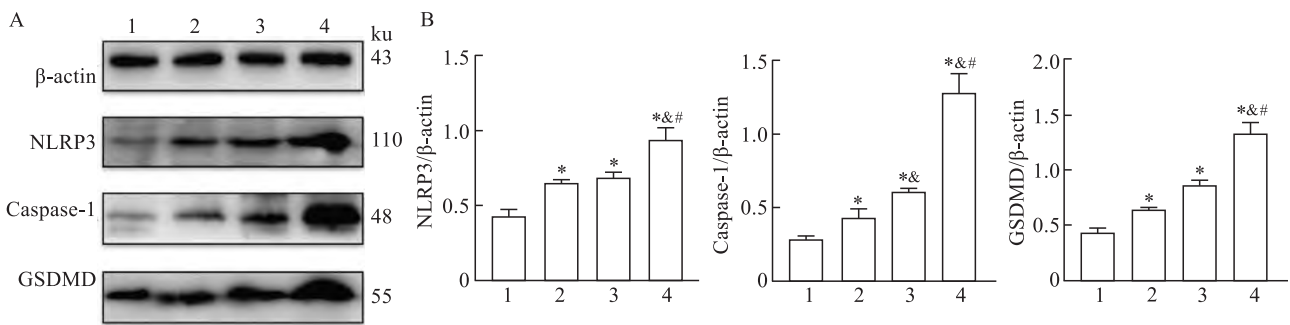 A
1 2 3 4 ku
β-actin 43
NLRP3 110
Caspase-1 48
GSDMD 55
B
NLRP3/β-actin
1.5
1.0
0.5
0
* * *&#
1 2 3 4
Caspase-1/β-actin
1.5
1.0
0.5
0
* *& *&#
1 2 3 4
GSDMD/β-actin
2.0
1.5
1.0
0.5
0
* * *&#
1 2 3 4